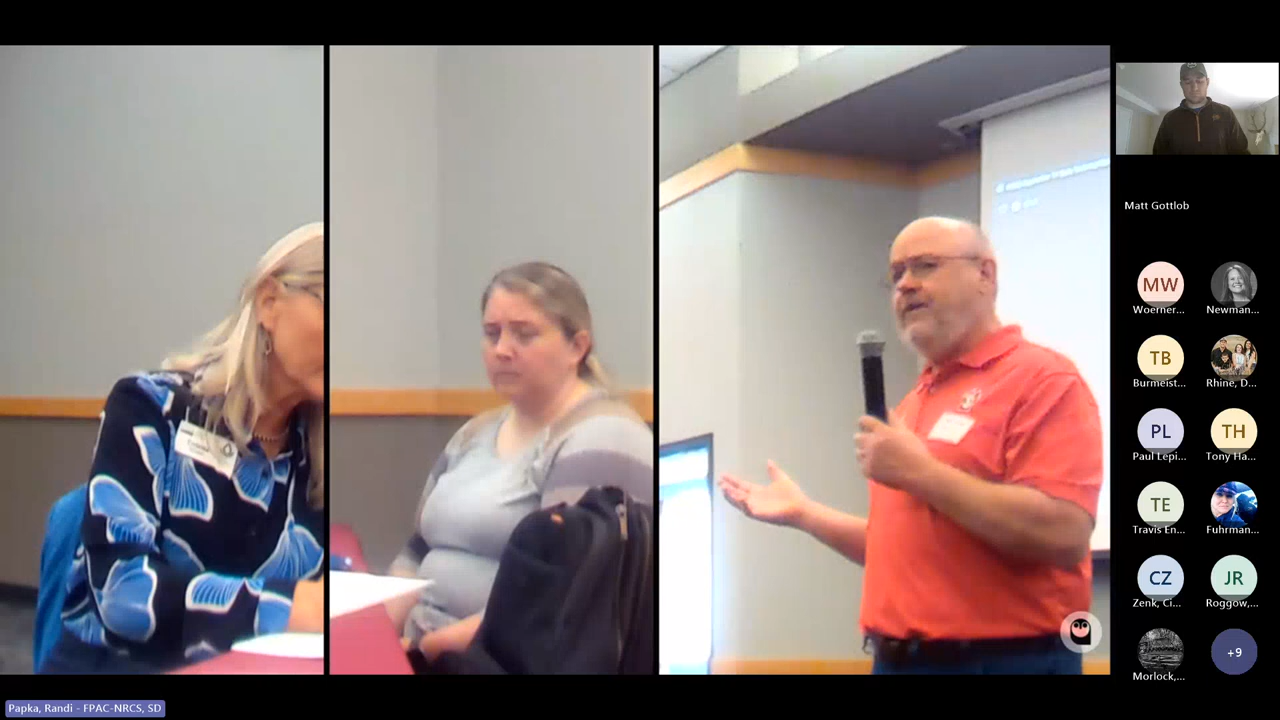 Matt Gottlob
MW
Woerner...
Newman...
TB
Burmeist...
Rhine, D...
PL
Paul Lepi...
TH
Tony Ha...
TE
Travis En...
Fuhrman...
CZ
Zenk, Ci...
JR
Roggow,...
Morlock,...
+9
Papka, Randi - FPAC-NRCS, SD